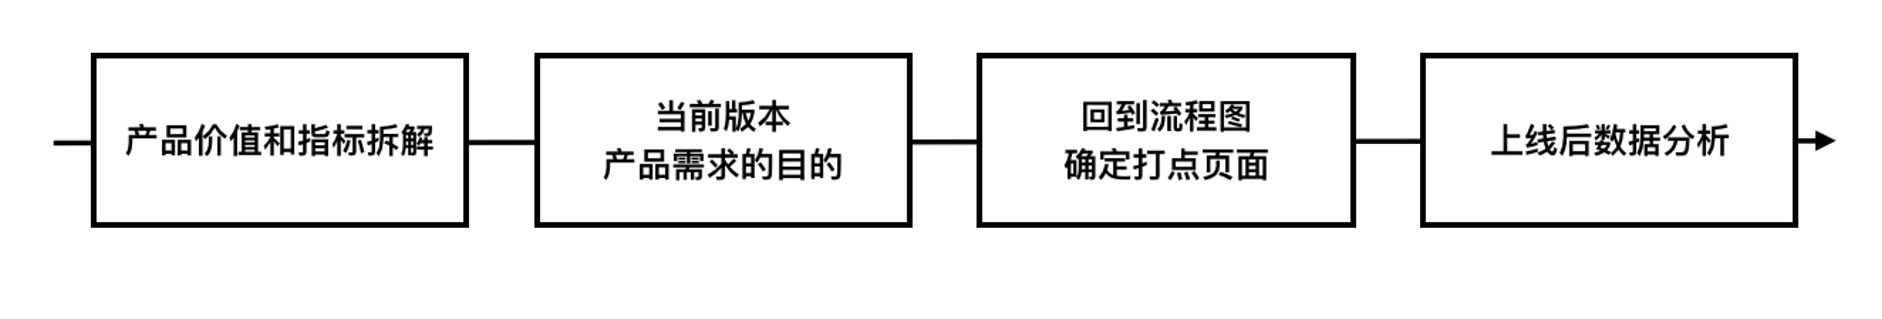 产品价值和指标拆解
当前版本
产品需求的目的
回到流程图
确定打点页面
上线后数据分析